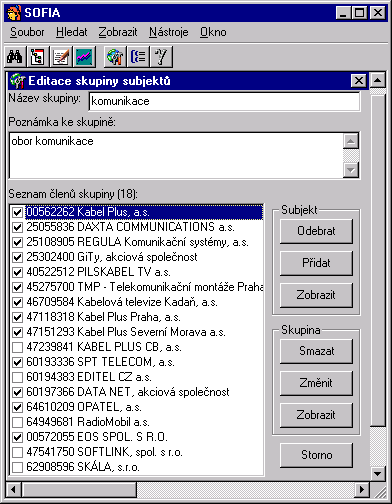 SOFIA
Soubor Hledat Zobrazit Nástroje Okno
Editace skupiny subjektů
Název skupiny: komunikace
Poznámka ke skupině:
obor komunikace
Seznam členů skupiny (18):
00562262 Kabel Plus, a.s.
25055836 DAXTA COMMUNICATIONS a.s.
25108905 REGULA Komunikační systémy, a.s.
25302400 GiTy, akciová společnost
40522512 PILSKABEL TV a.s.
45275700 TMP - Telekomunikační montáže Praha
46709584 Kabelová televize Kadaň, a.s.
47118318 Kabel Plus Praha, a.s.
47151293 Kabel Plus Severní Morava a.s.
47239841 KABEL PLUS CB, a.s.
60193336 SPT TELECOM, a.s.
60194383 EDITEL CZ a.s.
60197366 DATA NET, akciová společnost
64610209 OPATEL, a.s.
64949681 RadioMobil a.s.
00572055 EOS SPOL. S R.O.
47541750 SOFTLINK, spol. s r.o.
62908596 SKÁLA, s.r.o.
Subjekt
Odebrat
Přidat
Zobrazit
Skupina
Smazat
Změnit
Zobrazit
Storno